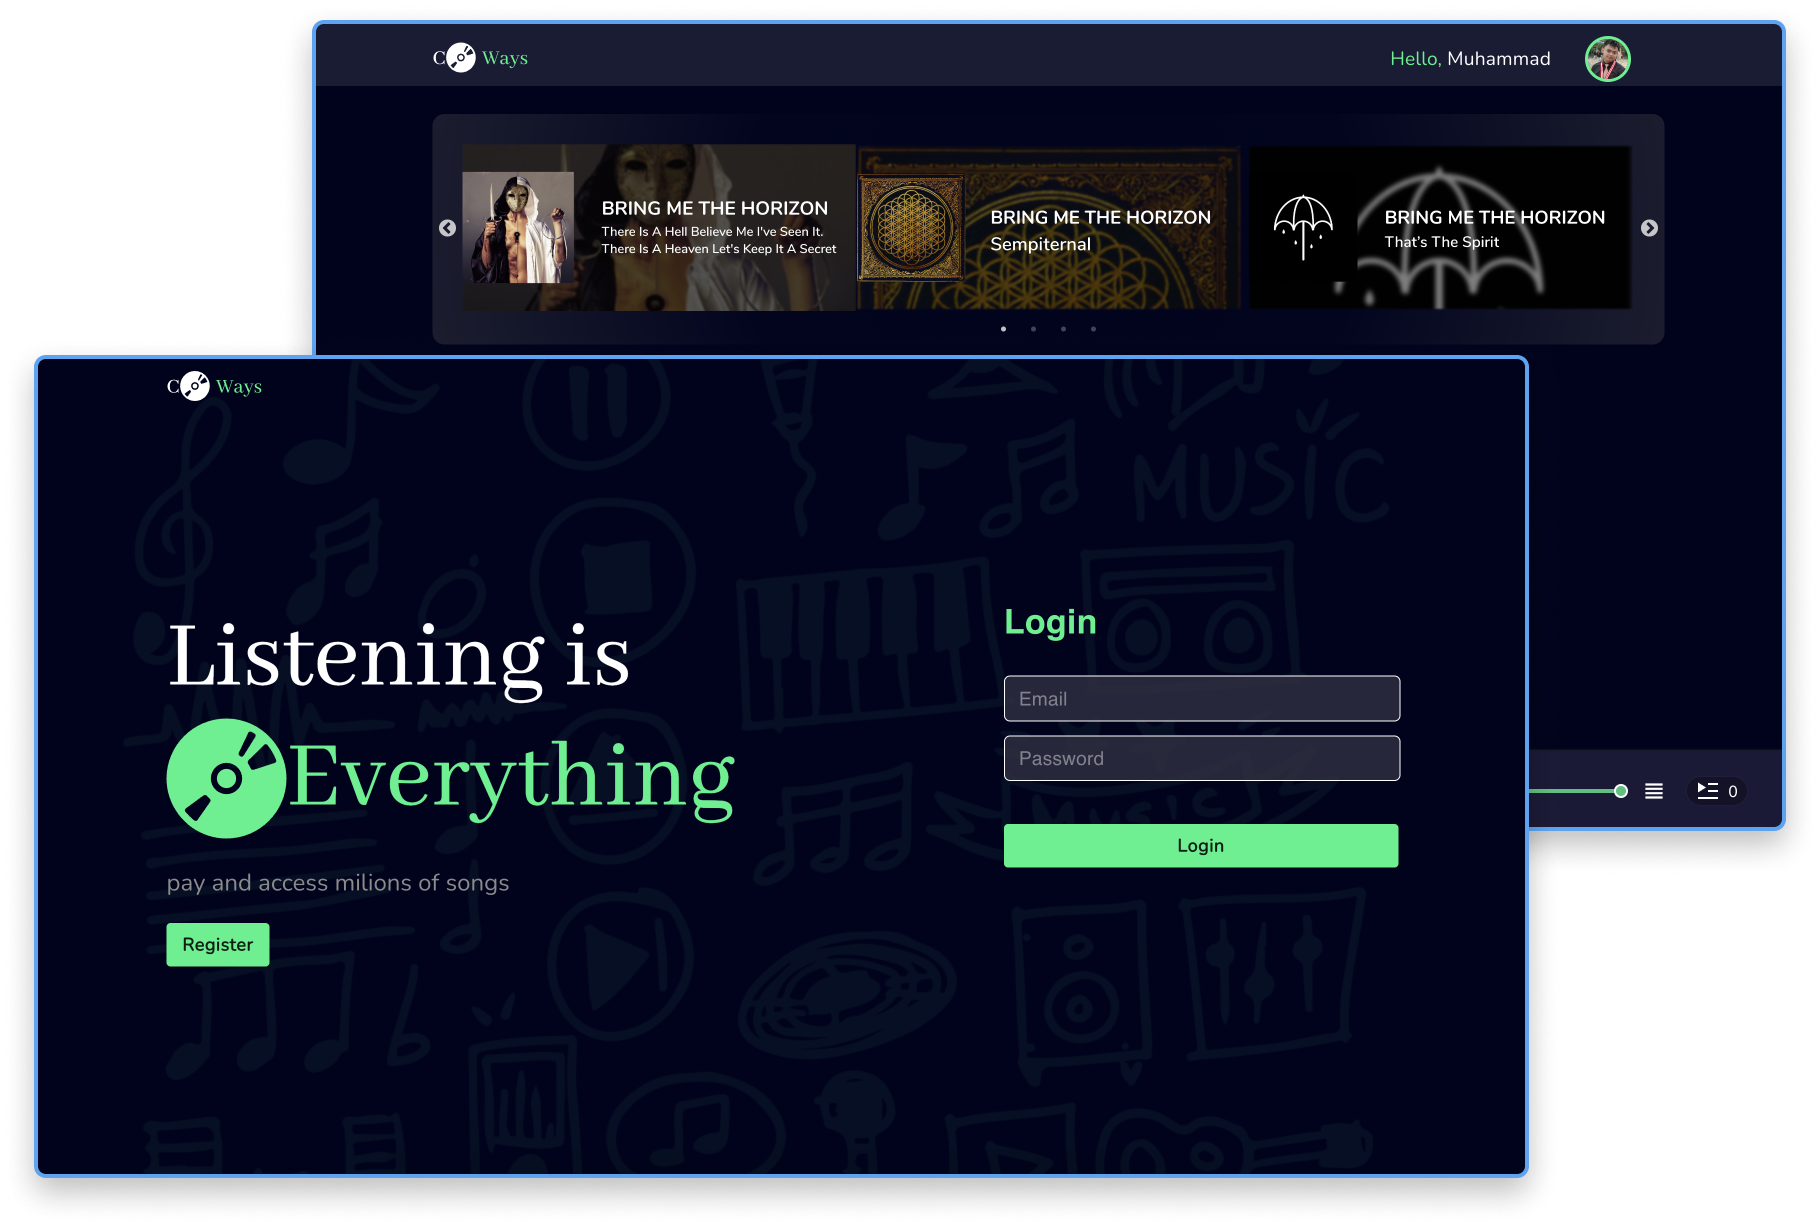 C Ways
Hello, Muhammad
BRING ME THE HORIZON
There Is A Hell Believe Me I've Seen It.
There Is A Heaven Let's Keep It A Secret
BRING ME THE HORIZON
Sempiternal
BRING ME THE HORIZON
That's The Spirit
C Ways
MUSIC
Listening is
Everything
pay and access milions of songs
Register
Login
Email
Password
MUSIC
Login
0